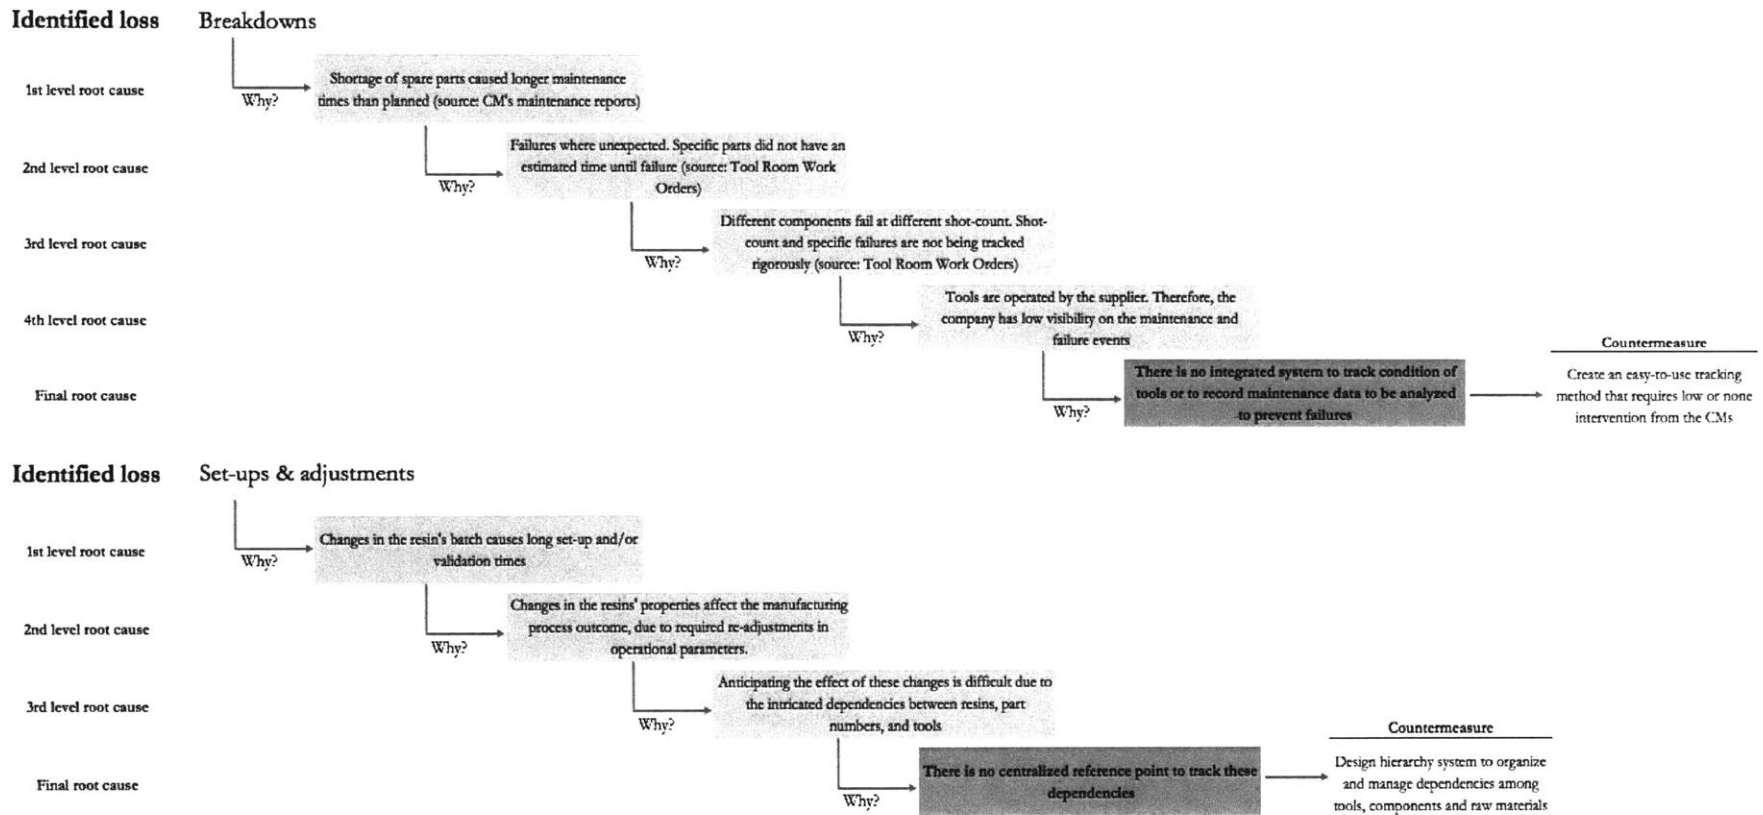 Identified loss Breakdowns
1st level root cause
Why?
Shortage of spare parts caused longer maintenance
times than planned (source: CM's maintenance reports)
2nd level root cause
Why?
Failures where unexpected. Specific parts did not have an
estimated time until failure (source: Tool Room Work
Orders)
3rd level root cause
Why?
Different components fail at different shot-count. Shot-
count and specific failures are not being tracked
rigorously (source: Tool Room Work Orders)
4th level root cause
Why?
Tools are operated by the supplier. Therefore, the
company has low visibility on the maintenance and
failure events
Final root cause
Why?
There is no integrated system to track condition of
tools or to record maintenance data to be analyzed
to prevent failures
Countermeasure
Create an easy-to-use tracking
method that requires low or none
intervention from the CMs
Identified loss Set-ups & adjustments
1st level root cause
Why?
Changes in the resin's batch causes long set-up and/or
validation times
2nd level root cause
Why?
Changes in the resins' properties affect the manufacturing
process outcome, due to required re-adjustments in
operational parameters.
3rd level root cause
Why?
Anticipating the effect of these changes is difficult due to
the intricated dependencies between resins, part
numbers, and tools
Final root cause
Why?
There is no centralized reference point to track these
dependencies
Countermeasure
Design hierarchy system to organize
and manage dependencies among
tools, components and raw materials